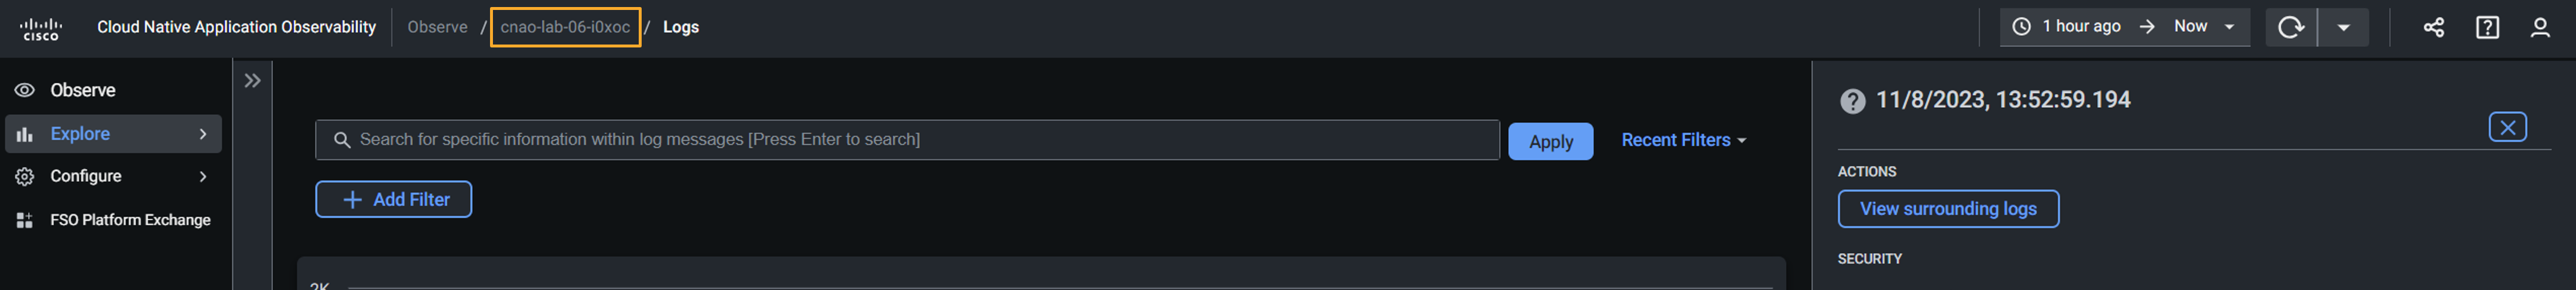 CISCO
Cloud Native Application Observability
Observe / cnao-lab-06-i0xoc / Logs
1 hour ago → Now
Observe
Explore
Configure
FSO Platform Exchange
Search for specific information within log messages [Press Enter to search]
Apply
Recent Filters
+ Add Filter
2K
11/8/2023, 13:52:59.194
ACTIONS
View surrounding logs
SECURITY